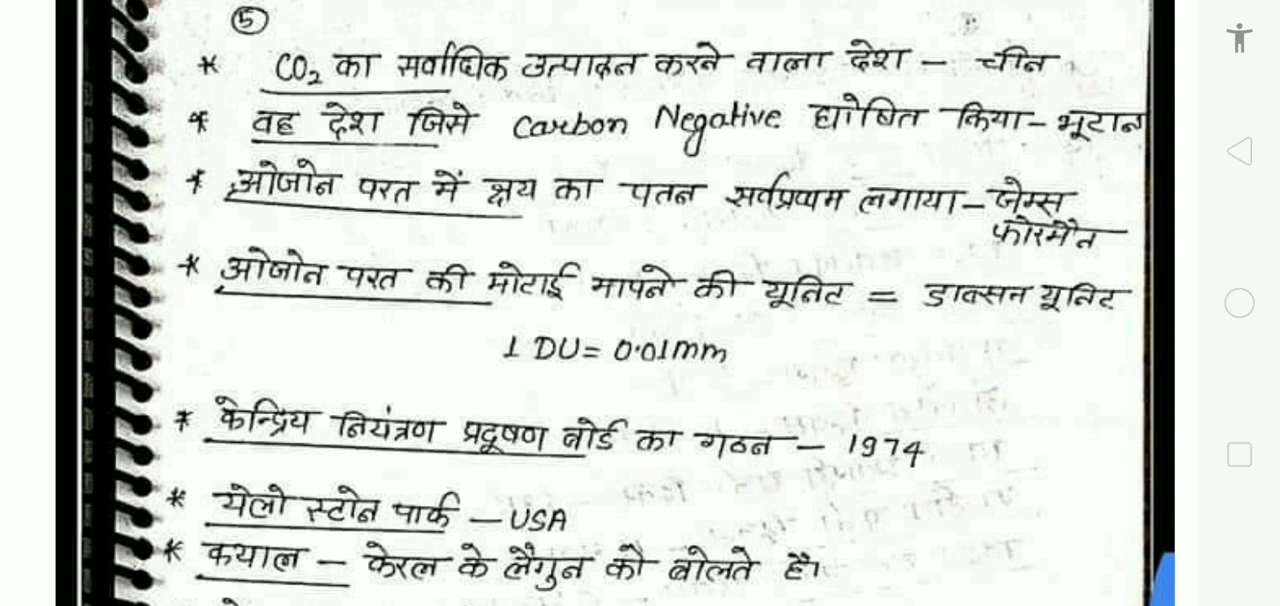 5
* CO₂ का सर्वाधिक उत्पादन करने वाला देश – चीन
* वह देश जिसे Carbon Negative घोषित किया – भूटान
* ओजोन परत में क्षय का पतन सर्वप्रथम लगाया – जेम्स
फोरमैन
* ओजोन परत की मोटाई मापने की यूनिट = डाक्सन यूनिट
1 DU = 0.01mm
* केन्द्रिय नियंत्रण प्रदूषण बोर्ड का गठन – 1974
* येलो स्टोन पार्क – USA
* कयाल – केरल के लैगुन को बोलते है।